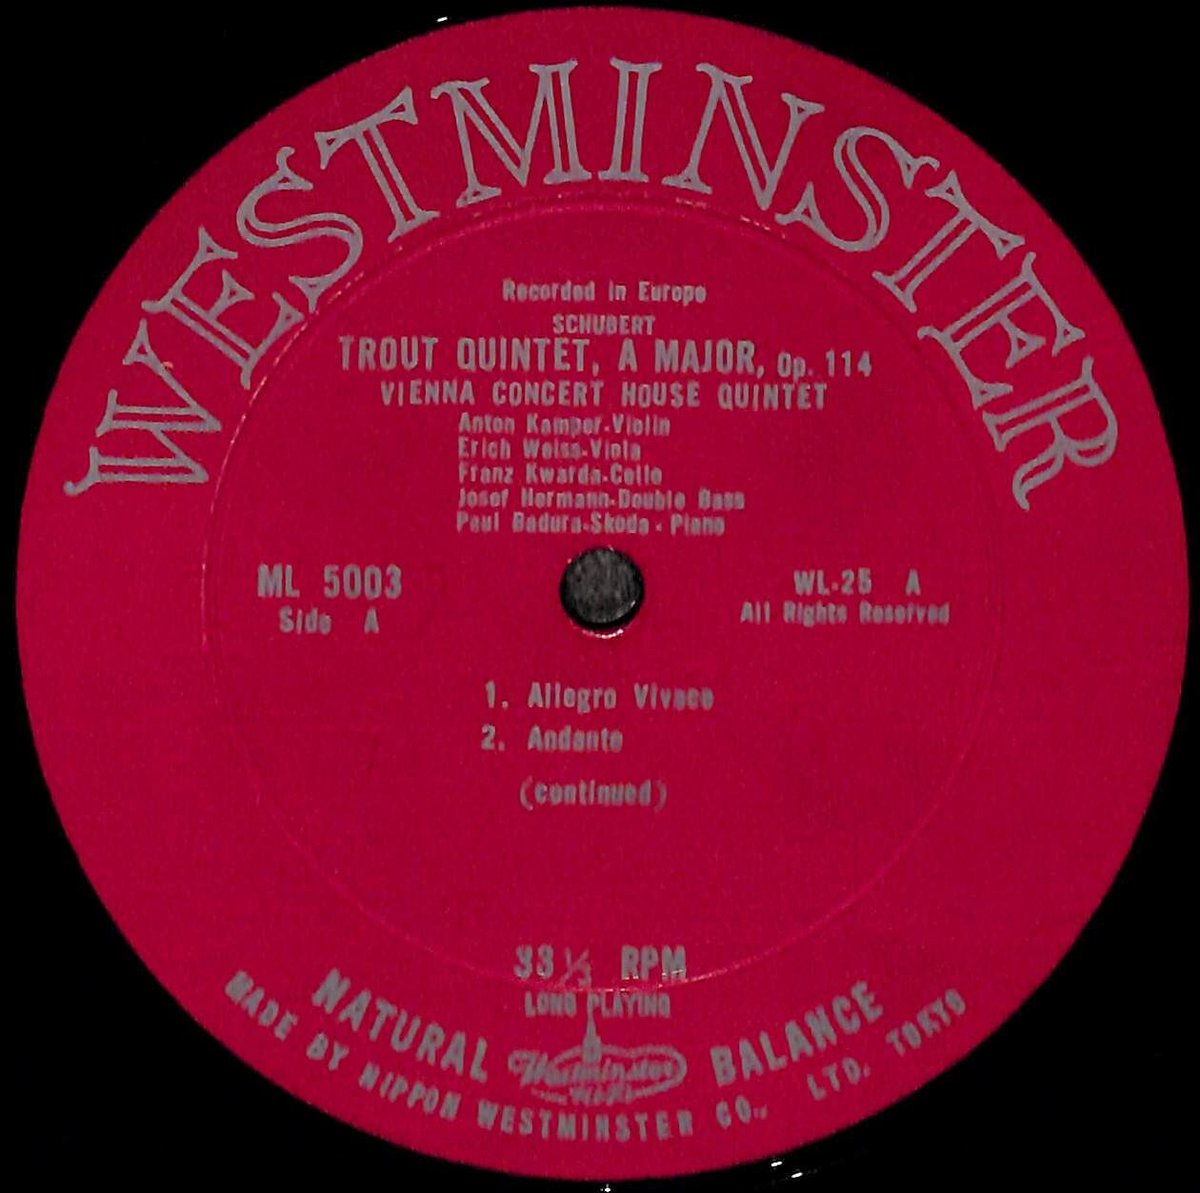 WESTMINSTER
Recorded in Europe
SCHUBERT
TROUT QUINTET, A MAJOR, Op. 114
VIENNA CONCERT HOUSE QUINTET
Anton Kamper-Violin
Erich Weiss-Viola
Franz Kwarda-Cello
Josef Hermann-Double Bass
Paul Badura-Skoda - Piano
ML 5003
Side A
WL-25 A
All Rights Reserved
1. Allegro Vivace
2. Andante
(continued)
33 1/3 RPM
LONG PLAYING
NATURAL BALANCE
Westminster
MADE BY NIPPON WESTMINSTER CO., LTD. TOKYO